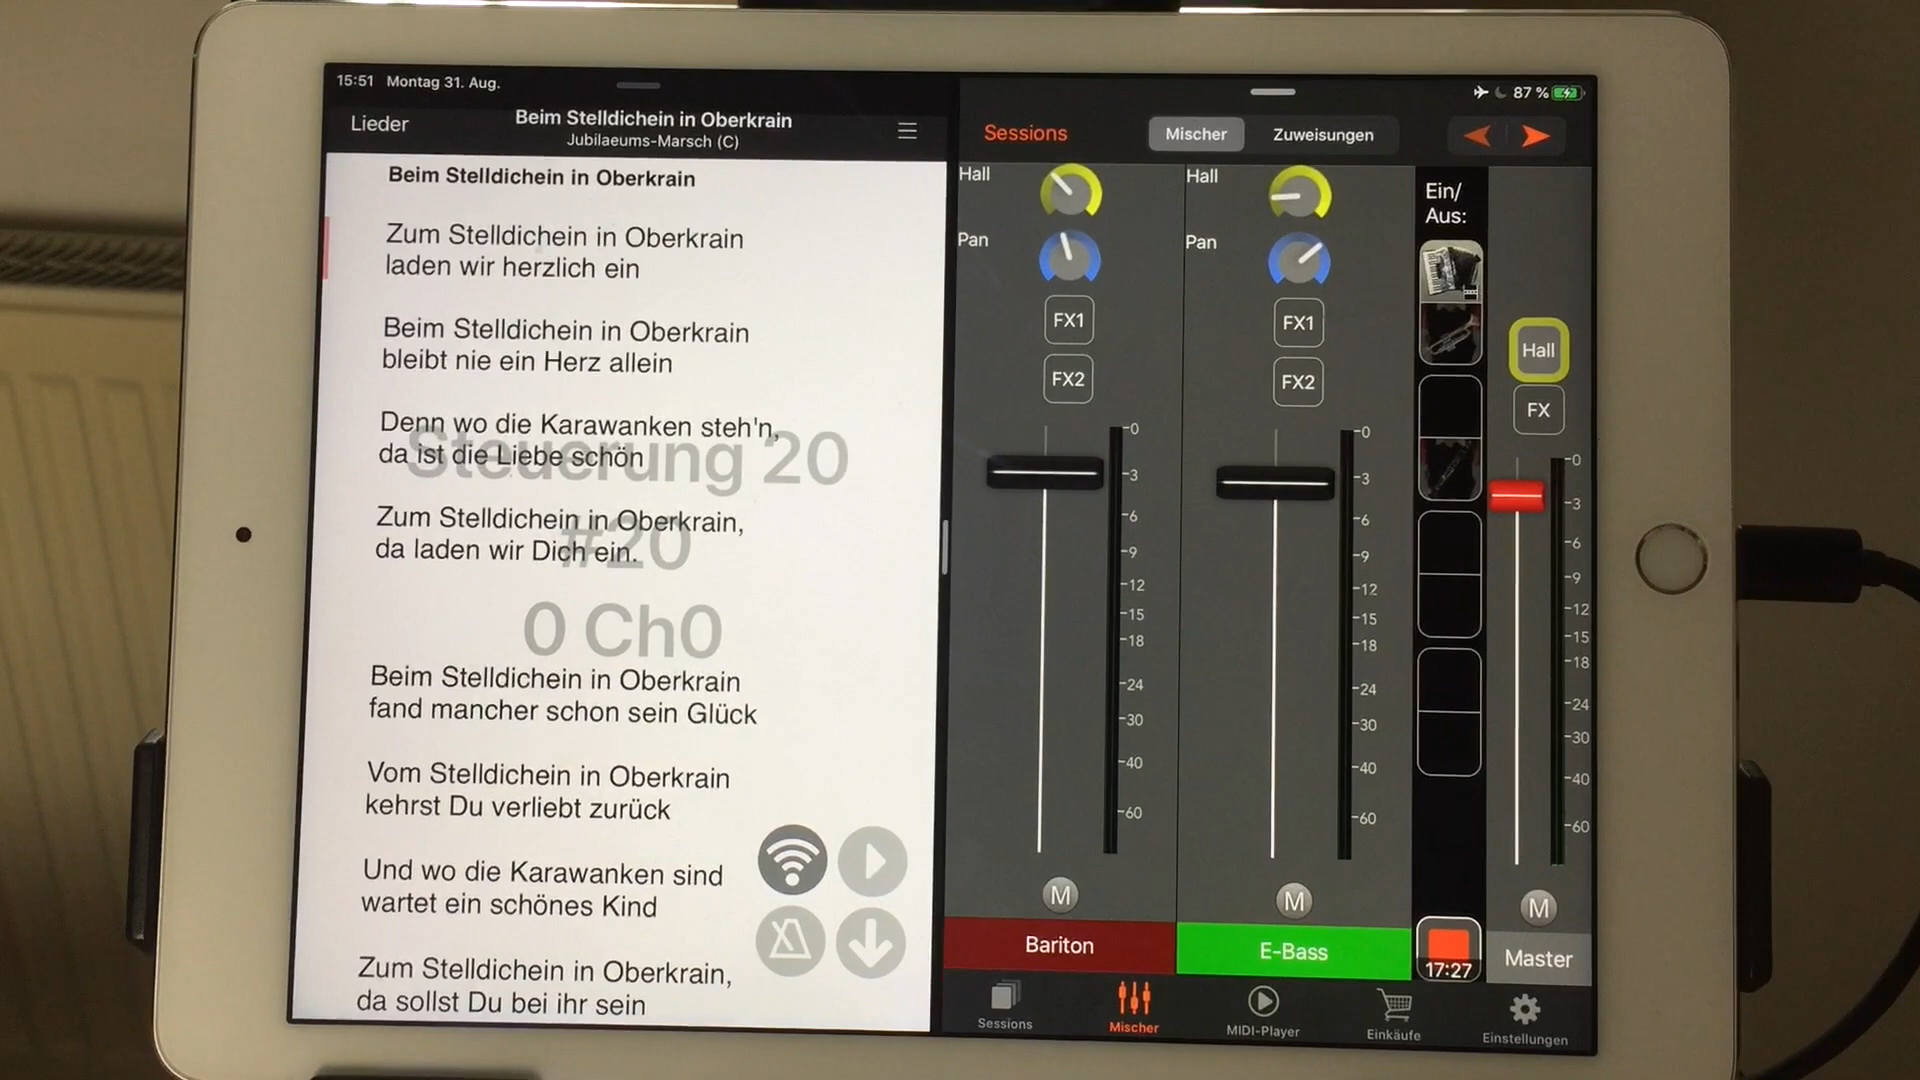 15:51 Montag 31. Aug.
87 %
Lieder
Beim Stelldichein in Oberkrain
Jubilaeums-Marsch (C)
Beim Stelldichein in Oberkrain
Zum Stelldichein in Oberkrain
laden wir herzlich ein
Beim Stelldichein in Oberkrain
bleibt nie ein Herz allein
Denn wo die Karawanken steh'n,
da ist die Liebe schön
Steuerung 20
Zum Stelldichein in Oberkrain,
da laden wir Dich ein.
#20
0 Ch0
Beim Stelldichein in Oberkrain
fand mancher schon sein Glück
Vom Stelldichein in Oberkrain
kehrst Du verliebt zurück
Und wo die Karawanken sind
wartet ein schönes Kind
Zum Stelldichein in Oberkrain,
da sollst Du bei ihr sein
Sessions
Mischer
Zuweisungen
Hall
Pan
FX1
FX2
-0
-3
-6
-9
-12
-15
-18
-24
-30
-40
-60
M
Bariton
Hall
Pan
FX1
FX2
-0
-3
-6
-9
-12
-15
-18
-24
-30
-40
-60
M
E-Bass
Ein/
Aus:
17:27
Hall
FX
-0
-3
-6
-9
-12
-15
-18
-24
-30
-40
-60
M
Master
Sessions
Mischer
MIDI-Player
Einkäufe
Einstellungen